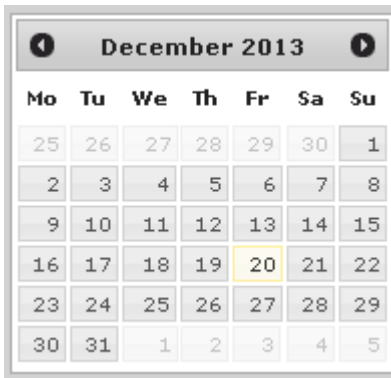 December 2013
Mo Tu We Th Fr Sa Su
25 26 27 28 29 30 1
2 3 4 5 6 7 8
9 10 11 12 13 14 15
16 17 18 19 20 21 22
23 24 25 26 27 28 29
30 31 1 2 3 4 5